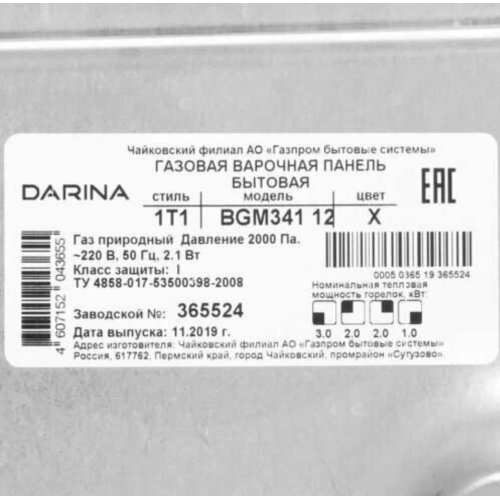 Чайковский филиал АО «Газпром бытовые системы»
ГАЗОВАЯ ВАРОЧНАЯ ПАНЕЛЬ
БЫТОВАЯ
DARINA
EAC
стиль модель цвет
1T1 BGM341 12 X
Газ природный Давление 2000 Па.
~220 В, 50 Гц, 2.1 Вт
Класс защиты: I
ТУ 4858-017-53500398-2008
0005 0365 19 365524
Номинальная тепловая
мощность горелок, кВт:
3.0 2.0 2.0 1.0
Заводской №: 365524
Дата выпуска: 11.2019 г.
Адрес изготовителя: Чайковский филиал АО «Газпром бытовые системы»
Россия, 617762, Пермский край, город Чайковский, промрайон «Сутузово».
4 607152 043655